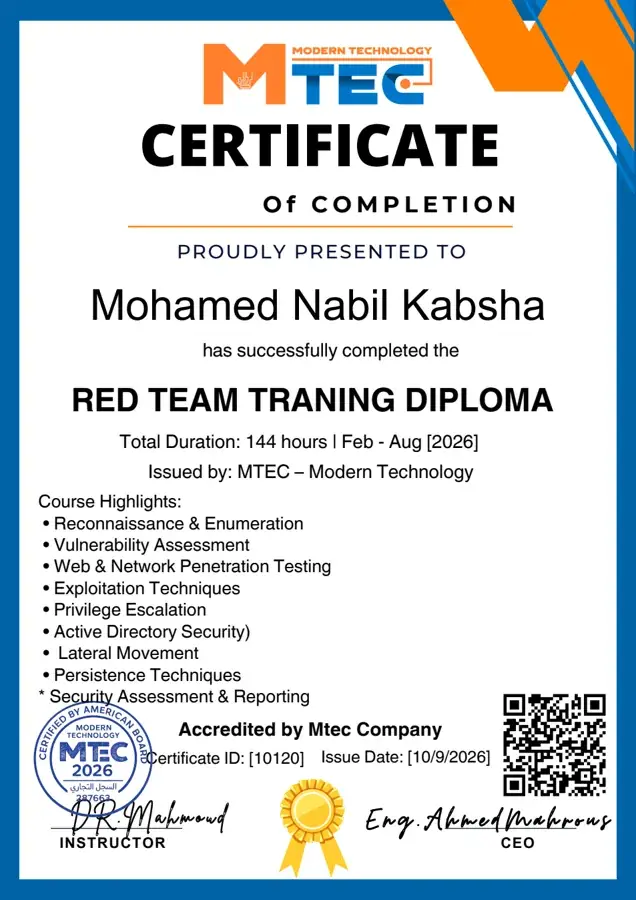 MODERN TECHNOLOGY
MTEC
CERTIFICATE
Of COMPLETION
PROUDLY PRESENTED TO
Mohamed Nabil Kabsha
has successfully completed the
RED TEAM TRANING DIPLOMA
Total Duration: 144 hours | Feb - Aug [2026]
Issued by: MTEC – Modern Technology
Course Highlights:
• Reconnaissance & Enumeration
• Vulnerability Assessment
• Web & Network Penetration Testing
• Exploitation Techniques
• Privilege Escalation
• Active Directory Security)
• Lateral Movement
• Persistence Techniques
* Security Assessment & Reporting
CERTIFIED BY AMERICAN BOARD
MODERN
TECHNOLOGY
MTEC
2026
السجل التجاري
287663
Accredited by Mtec Company
Certificate ID: [10120] Issue Date: [10/9/2026]
DR.Mahmowd
INSTRUCTOR
Eng.AhmedMahrous
CEO